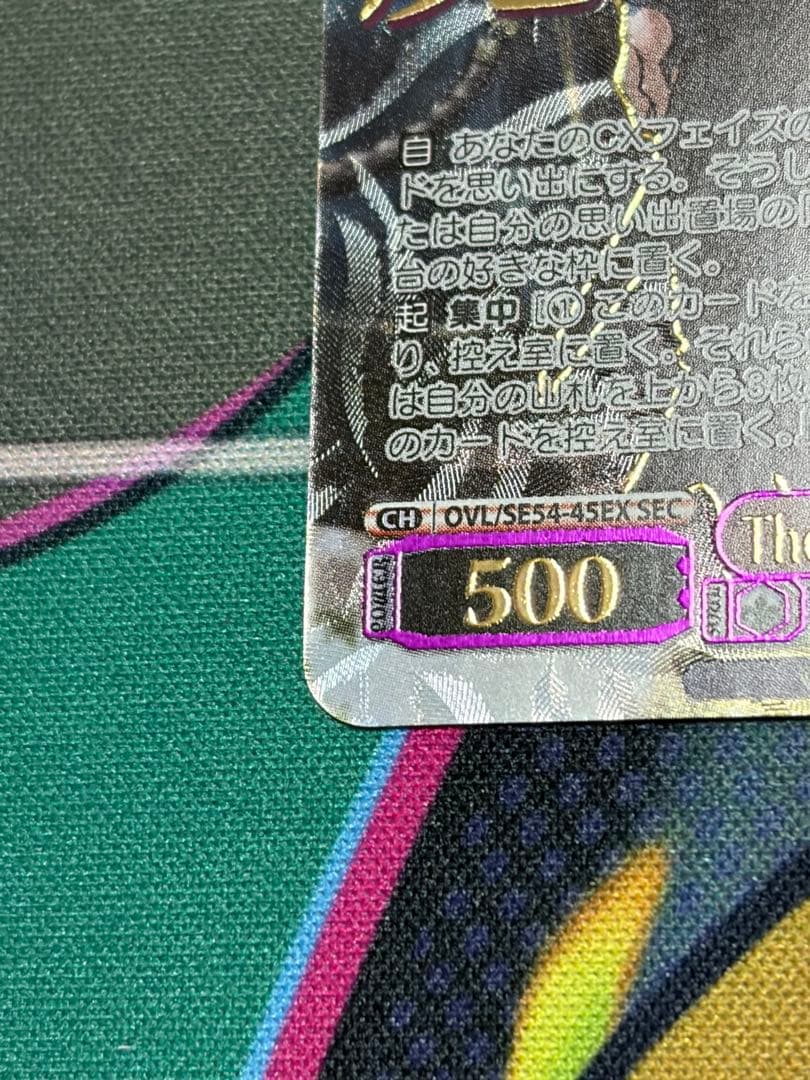 自 あなたのCXフェイズの
ドを思い出にする。そうし
たは自分の思い出置場の
台の好きな枠に置く。
起 集中 [① このカードを
り、控え室に置く。それら
は自分の山札を上から3枚
のカードを控え室に置く。
CH OVL/SE54-45EX SEC
POWER 500
The